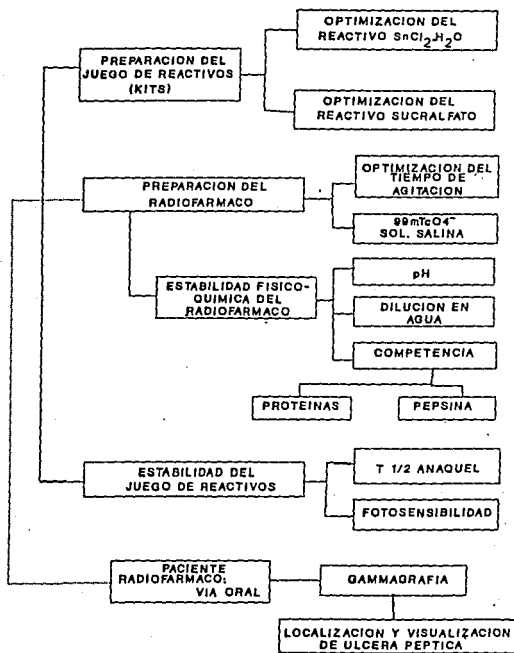 OPTIMIZACION DEL
REACTIVO SnCl2.H2O
PREPARACION DEL
JUEGO DE REACTIVOS
(KITS)
OPTIMIZACION DEL
REACTIVO SUCRALFATO
OPTIMIZACION DEL
TIEMPO DE
AGITACION
PREPARACION DEL
RADIOFARMACO
99mTcO4-
SOL. SALINA
ESTABILIDAD FISICO-
QUIMICA DEL
RADIOFARMACO
pH
DILUCION EN
AGUA
COMPETENCIA
PROTEINAS
PEPSINA
ESTABILIDAD DEL
JUEGO DE REACTIVOS
T 1/2 ANAQUEL
FOTOSENSIBILIDAD
PACIENTE
RADIOFARMACO:
VIA ORAL
GAMMAGRAFIA
LOCALIZACION Y VISUALIZACION
DE ULCERA PEPTICA